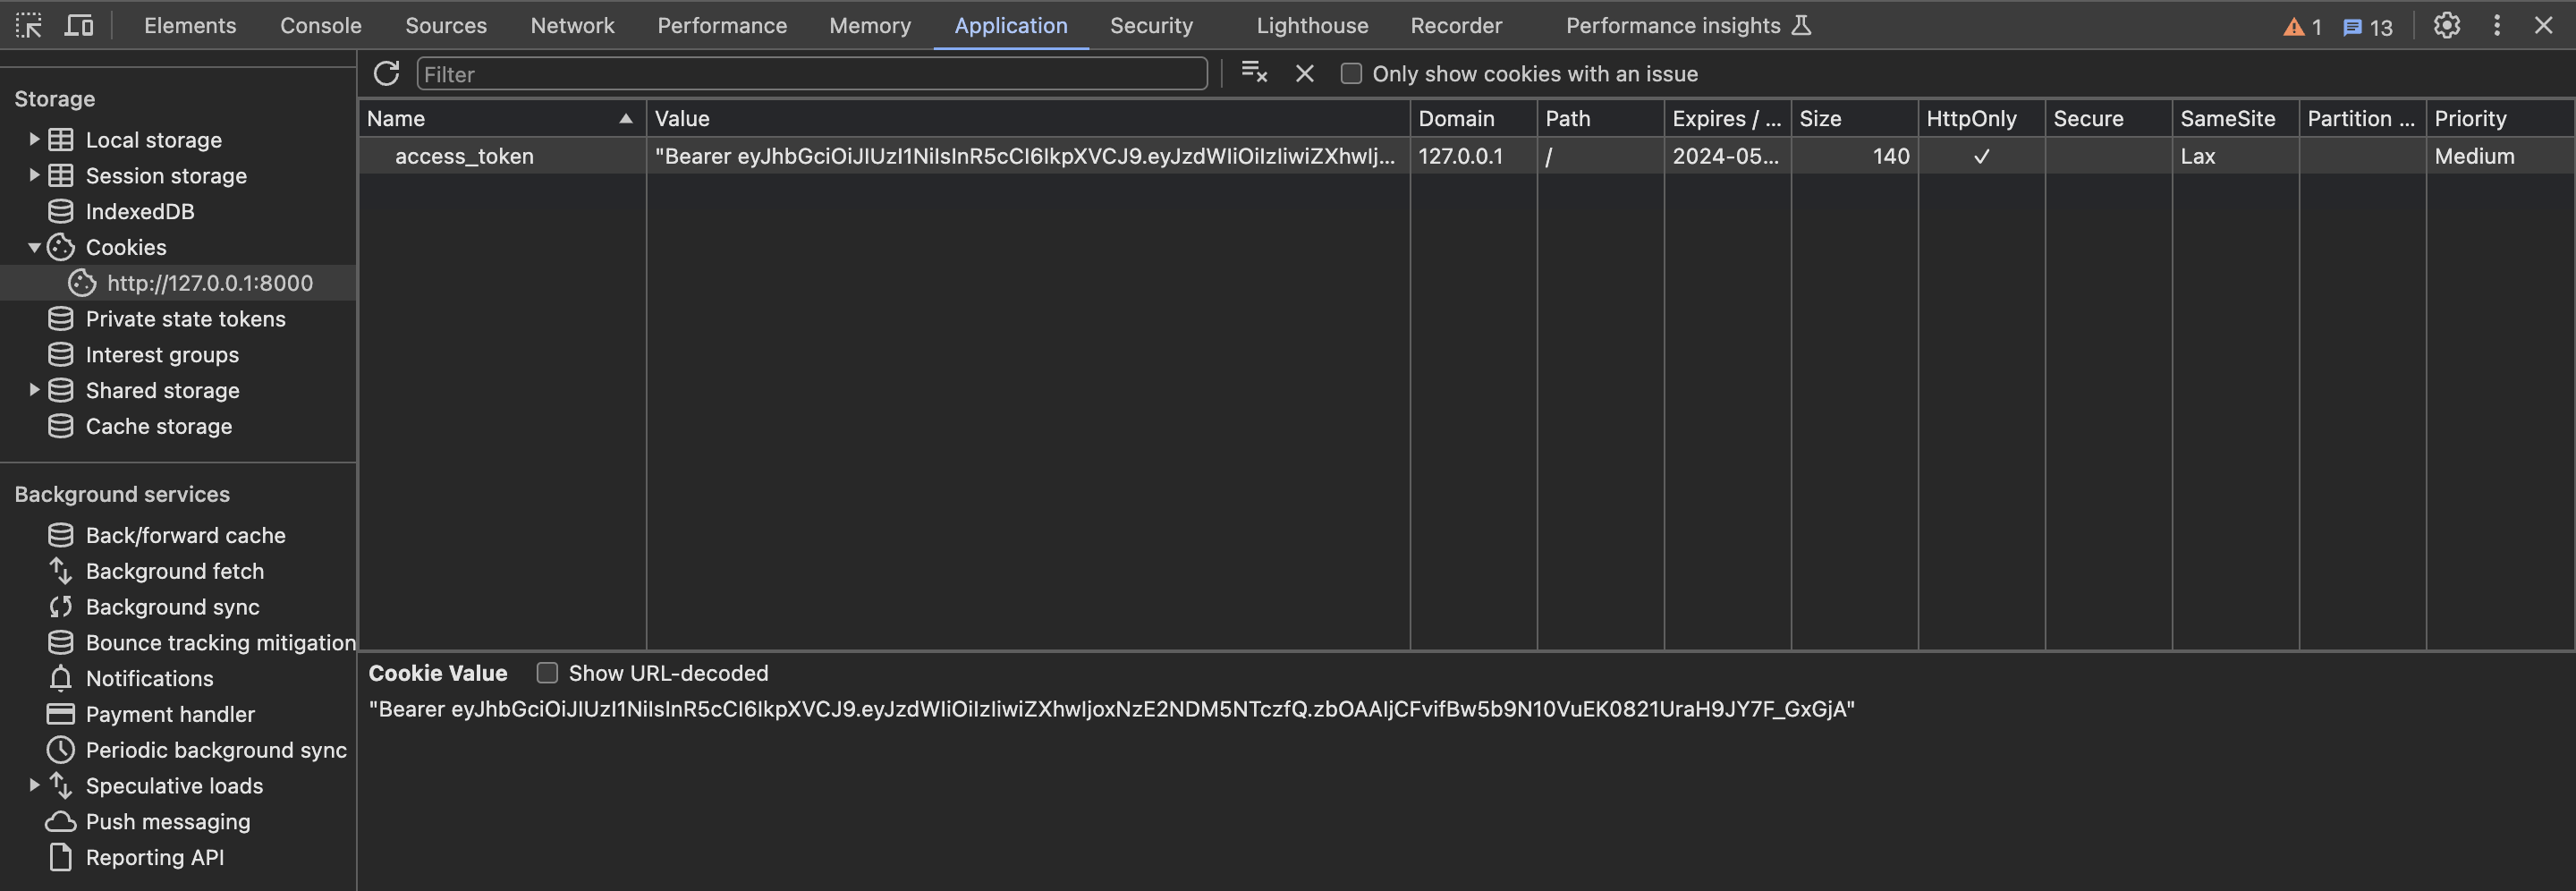 Elements Console Sources Network Performance Memory Application Security Lighthouse Recorder Performance insights 1 13
Filter Only show cookies with an issue
Storage
Local storage
Session storage
IndexedDB
Cookies
http://127.0.0.1:8000
Private state tokens
Interest groups
Shared storage
Cache storage
Background services
Back/forward cache
Background fetch
Background sync
Bounce tracking mitigation
Notifications
Payment handler
Periodic background sync
Speculative loads
Push messaging
Reporting API
Name Value Domain Path Expires / ... Size HttpOnly Secure SameSite Partition ... Priority
access_token "Bearer eyJhbGciOiJIUzI1NiIsInR5cCI6IkpXVCJ9.eyJzdWIiOiIzIiwiZXhwIj... 127.0.0.1 / 2024-05... 140 ✓ Lax Medium
Cookie Value Show URL-decoded
"Bearer eyJhbGciOiJIUzI1NiIsInR5cCI6IkpXVCJ9.eyJzdWIiOiIzIiwiZXhwIjoxNzE2NDM5NTczfQ.zbOAAljCFvifBw5b9N10VuEK0821UraH9JY7F_GxGjA"